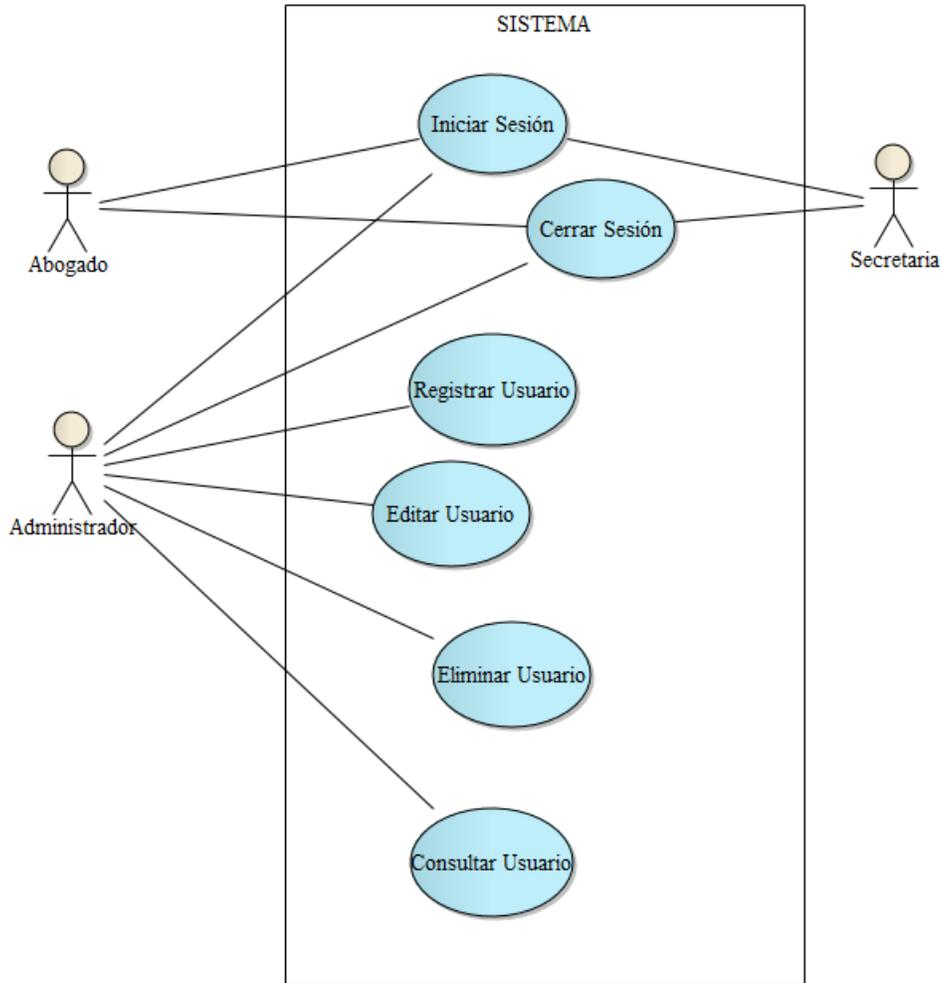 SISTEMA
Iniciar Sesión
Cerrar Sesión
Abogado
Secretaria
Registrar Usuario
Editar Usuario
Administrador
Eliminar Usuario
Consultar Usuario